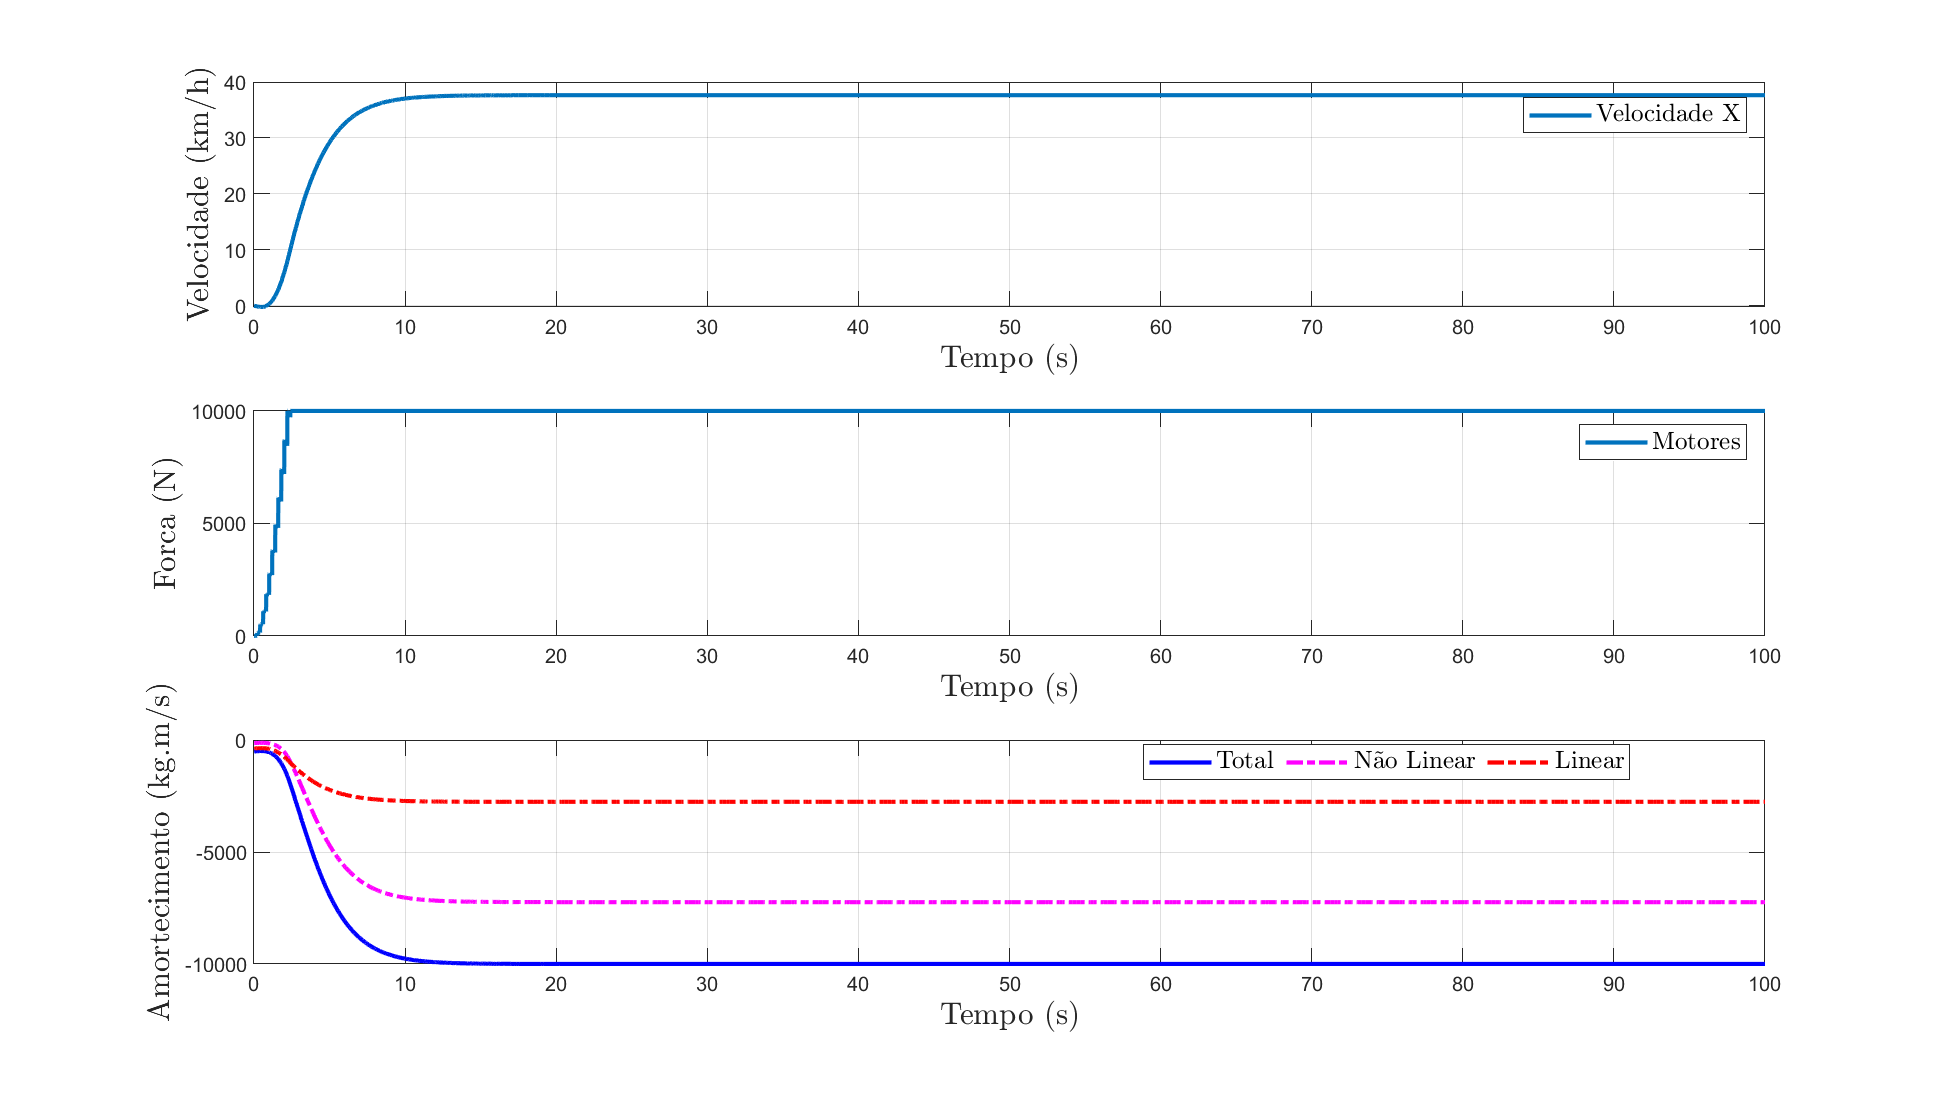 Velocidade (km/h)
40
30
20
10
0
Velocidade X
0 10 20 30 40 50 60 70 80 90 100
Tempo (s)
Forca (N)
10000
5000
0
Motores
0 10 20 30 40 50 60 70 80 90 100
Tempo (s)
Amortecimento (kg.m/s)
0
-5000
-10000
Total Não Linear Linear
0 10 20 30 40 50 60 70 80 90 100
Tempo (s)